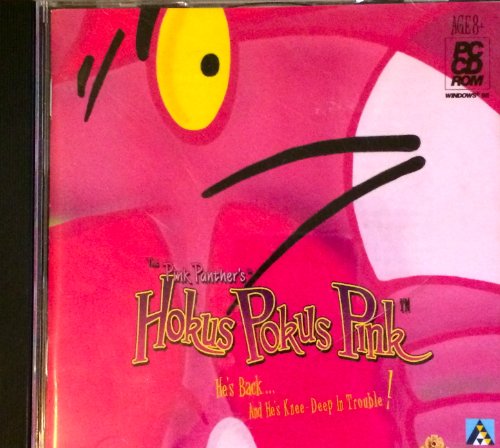 AGE 8+
PC
CD
ROM
WINDOWS® 95
The Pink Panther's
Hokus Pokus Pink™
He's Back...
And He's Knee-Deep In Trouble!